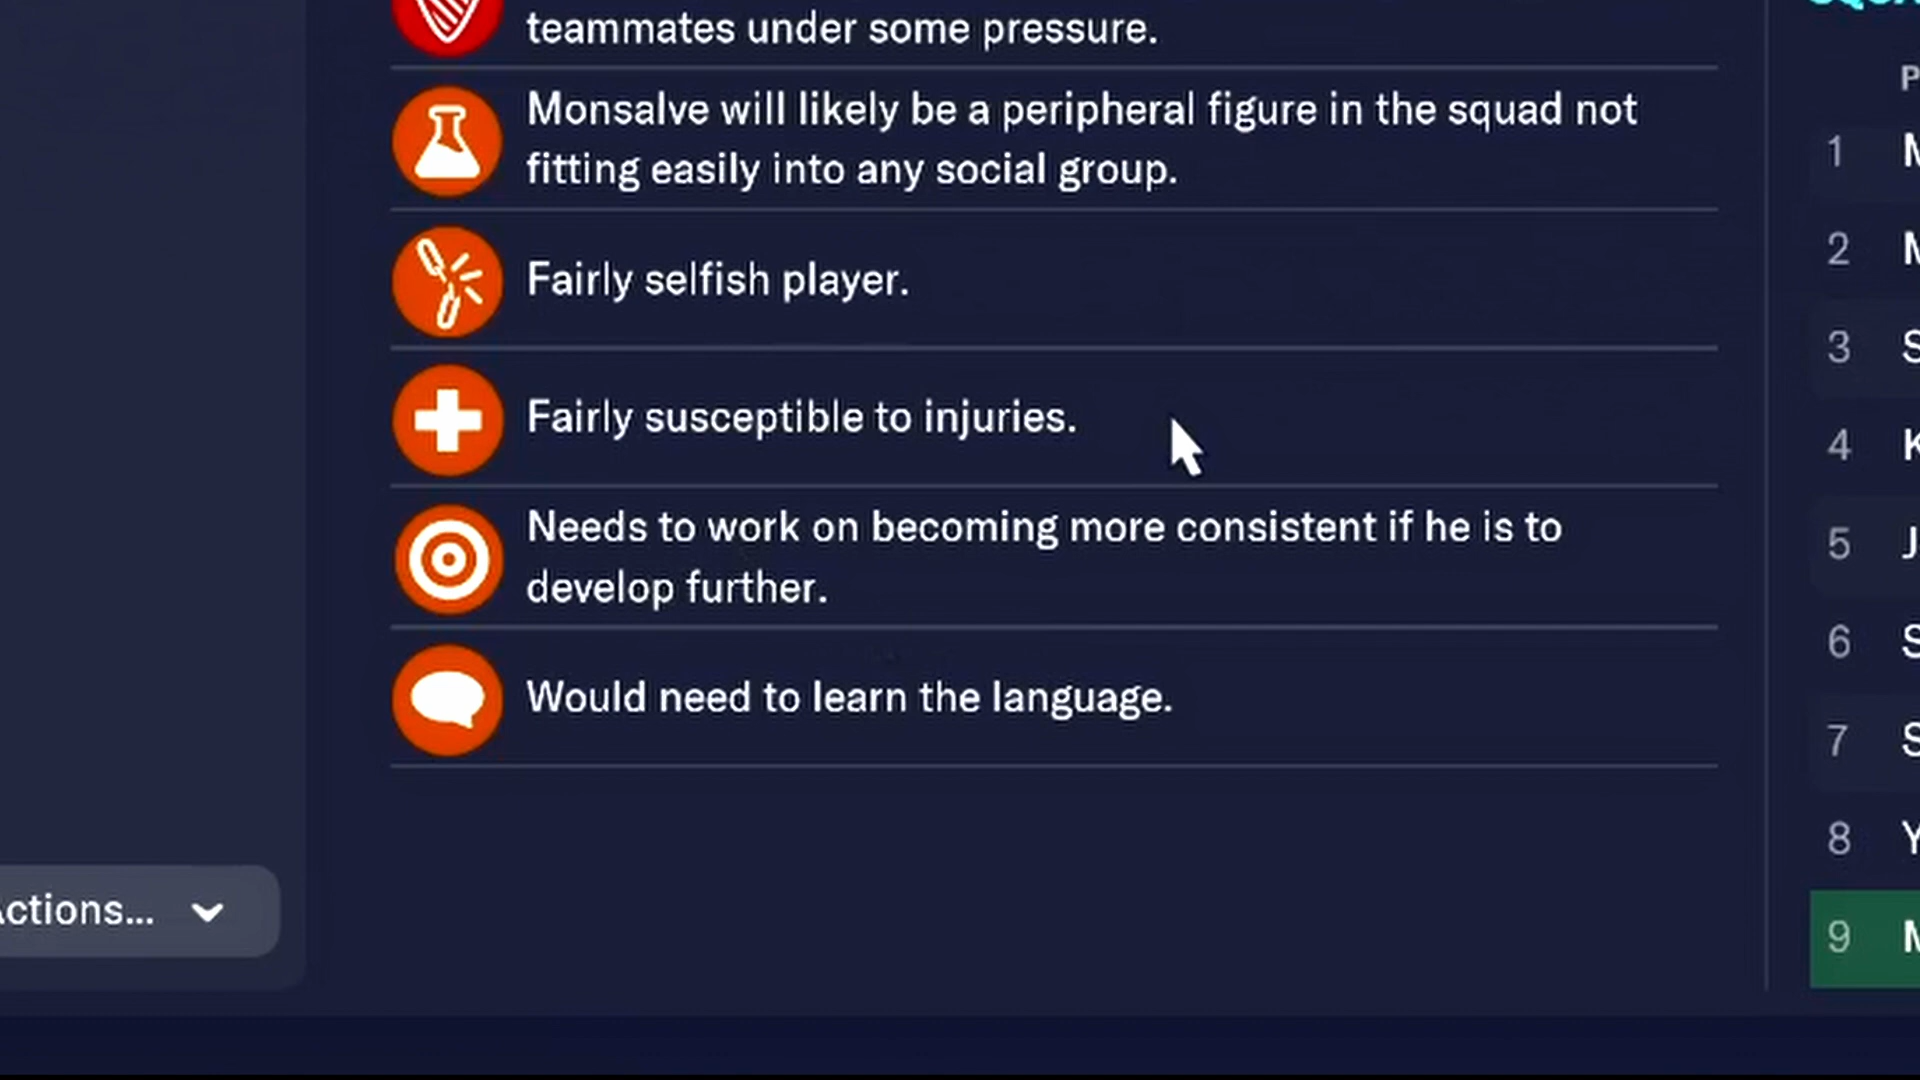 teammates under some pressure.
Monsalve will likely be a peripheral figure in the squad not
fitting easily into any social group.
Fairly selfish player.
Fairly susceptible to injuries.
Needs to work on becoming more consistent if he is to
develop further.
Would need to learn the language.
Actions...
P
1 M
2 M
3 S
4 K
5 J
6 S
7 S
8 Y
9 M